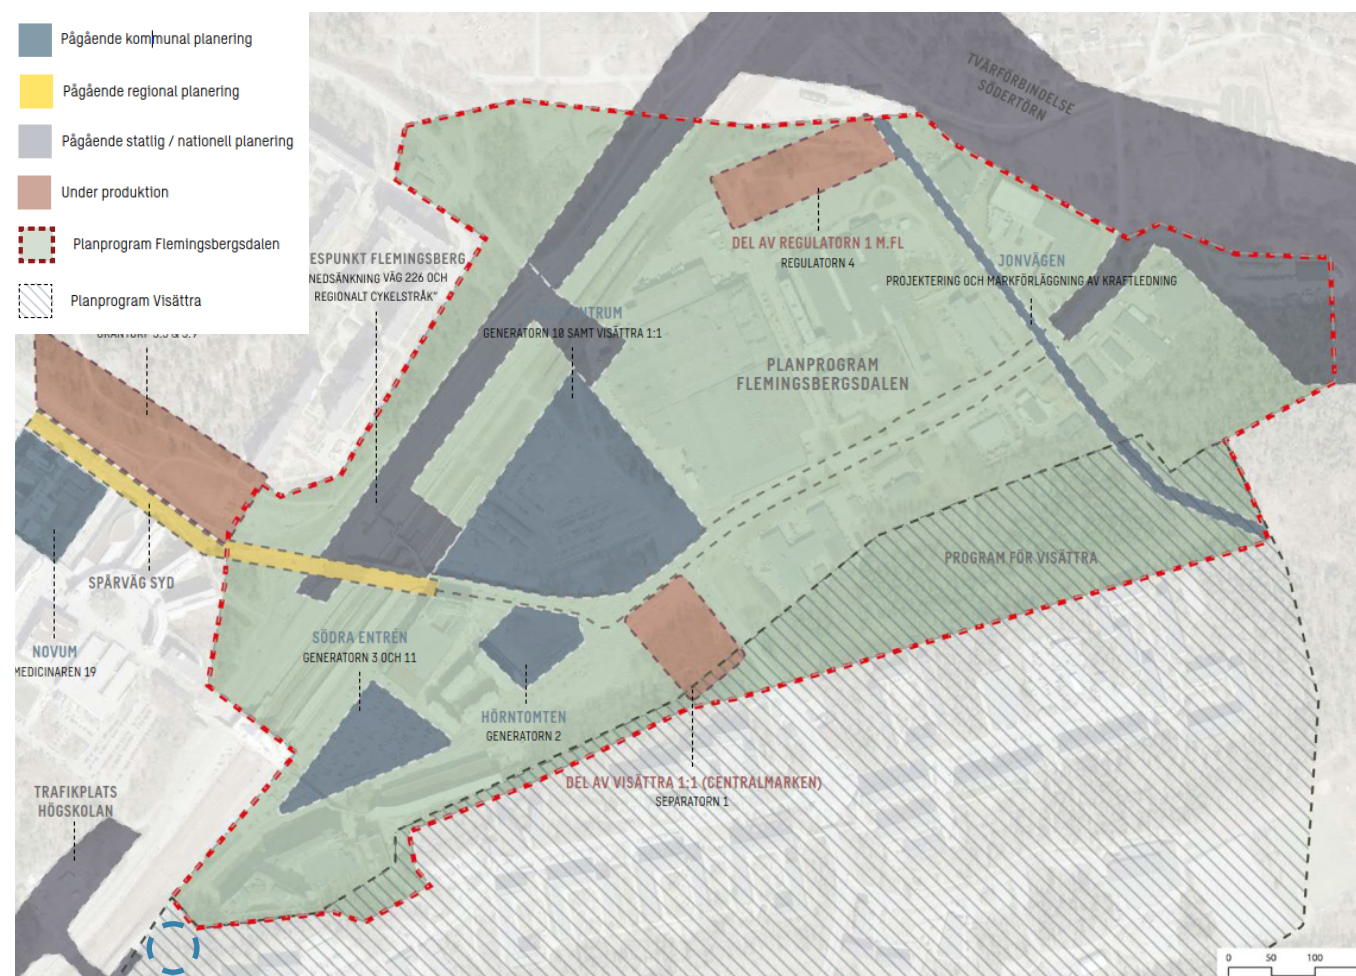 Pågående kommunal planering
Pågående regional planering
Pågående statlig / nationell planering
Under produktion
Planprogram Flemingsbergsdalen
Planprogram Visättra
TVÄRFÖRBINDELSE
SÖDERTÖRN
ESPUNKT FLEMINGSBERG
NEDSÄNKNING VÄG 226 OCH
REGIONALT CYKELSTRÅK"
DEL AV REGULATORN 1 M.FL
REGULATORN 4
JONVÄGEN
PROJEKTERING OCH MARKFÖRLÄGGNING AV KRAFTLEDNING
GENERATORN 10 SAMT VISÄTTRA 1:1
PLANPROGRAM
FLEMINGSBERGSDALEN
PROGRAM FÖR VISÄTTRA
SPÅRVÄG SYD
NOVUM
MEDICINAREN 19
SÖDRA ENTRÉN
GENERATORN 3 OCH 11
HÖRNTOMTEN
GENERATORN 2
DEL AV VISÄTTRA 1:1 (CENTRALMARKEN)
SEPARATORN 1
TRAFIKPLATS
HÖGSKOLAN
0 50 100